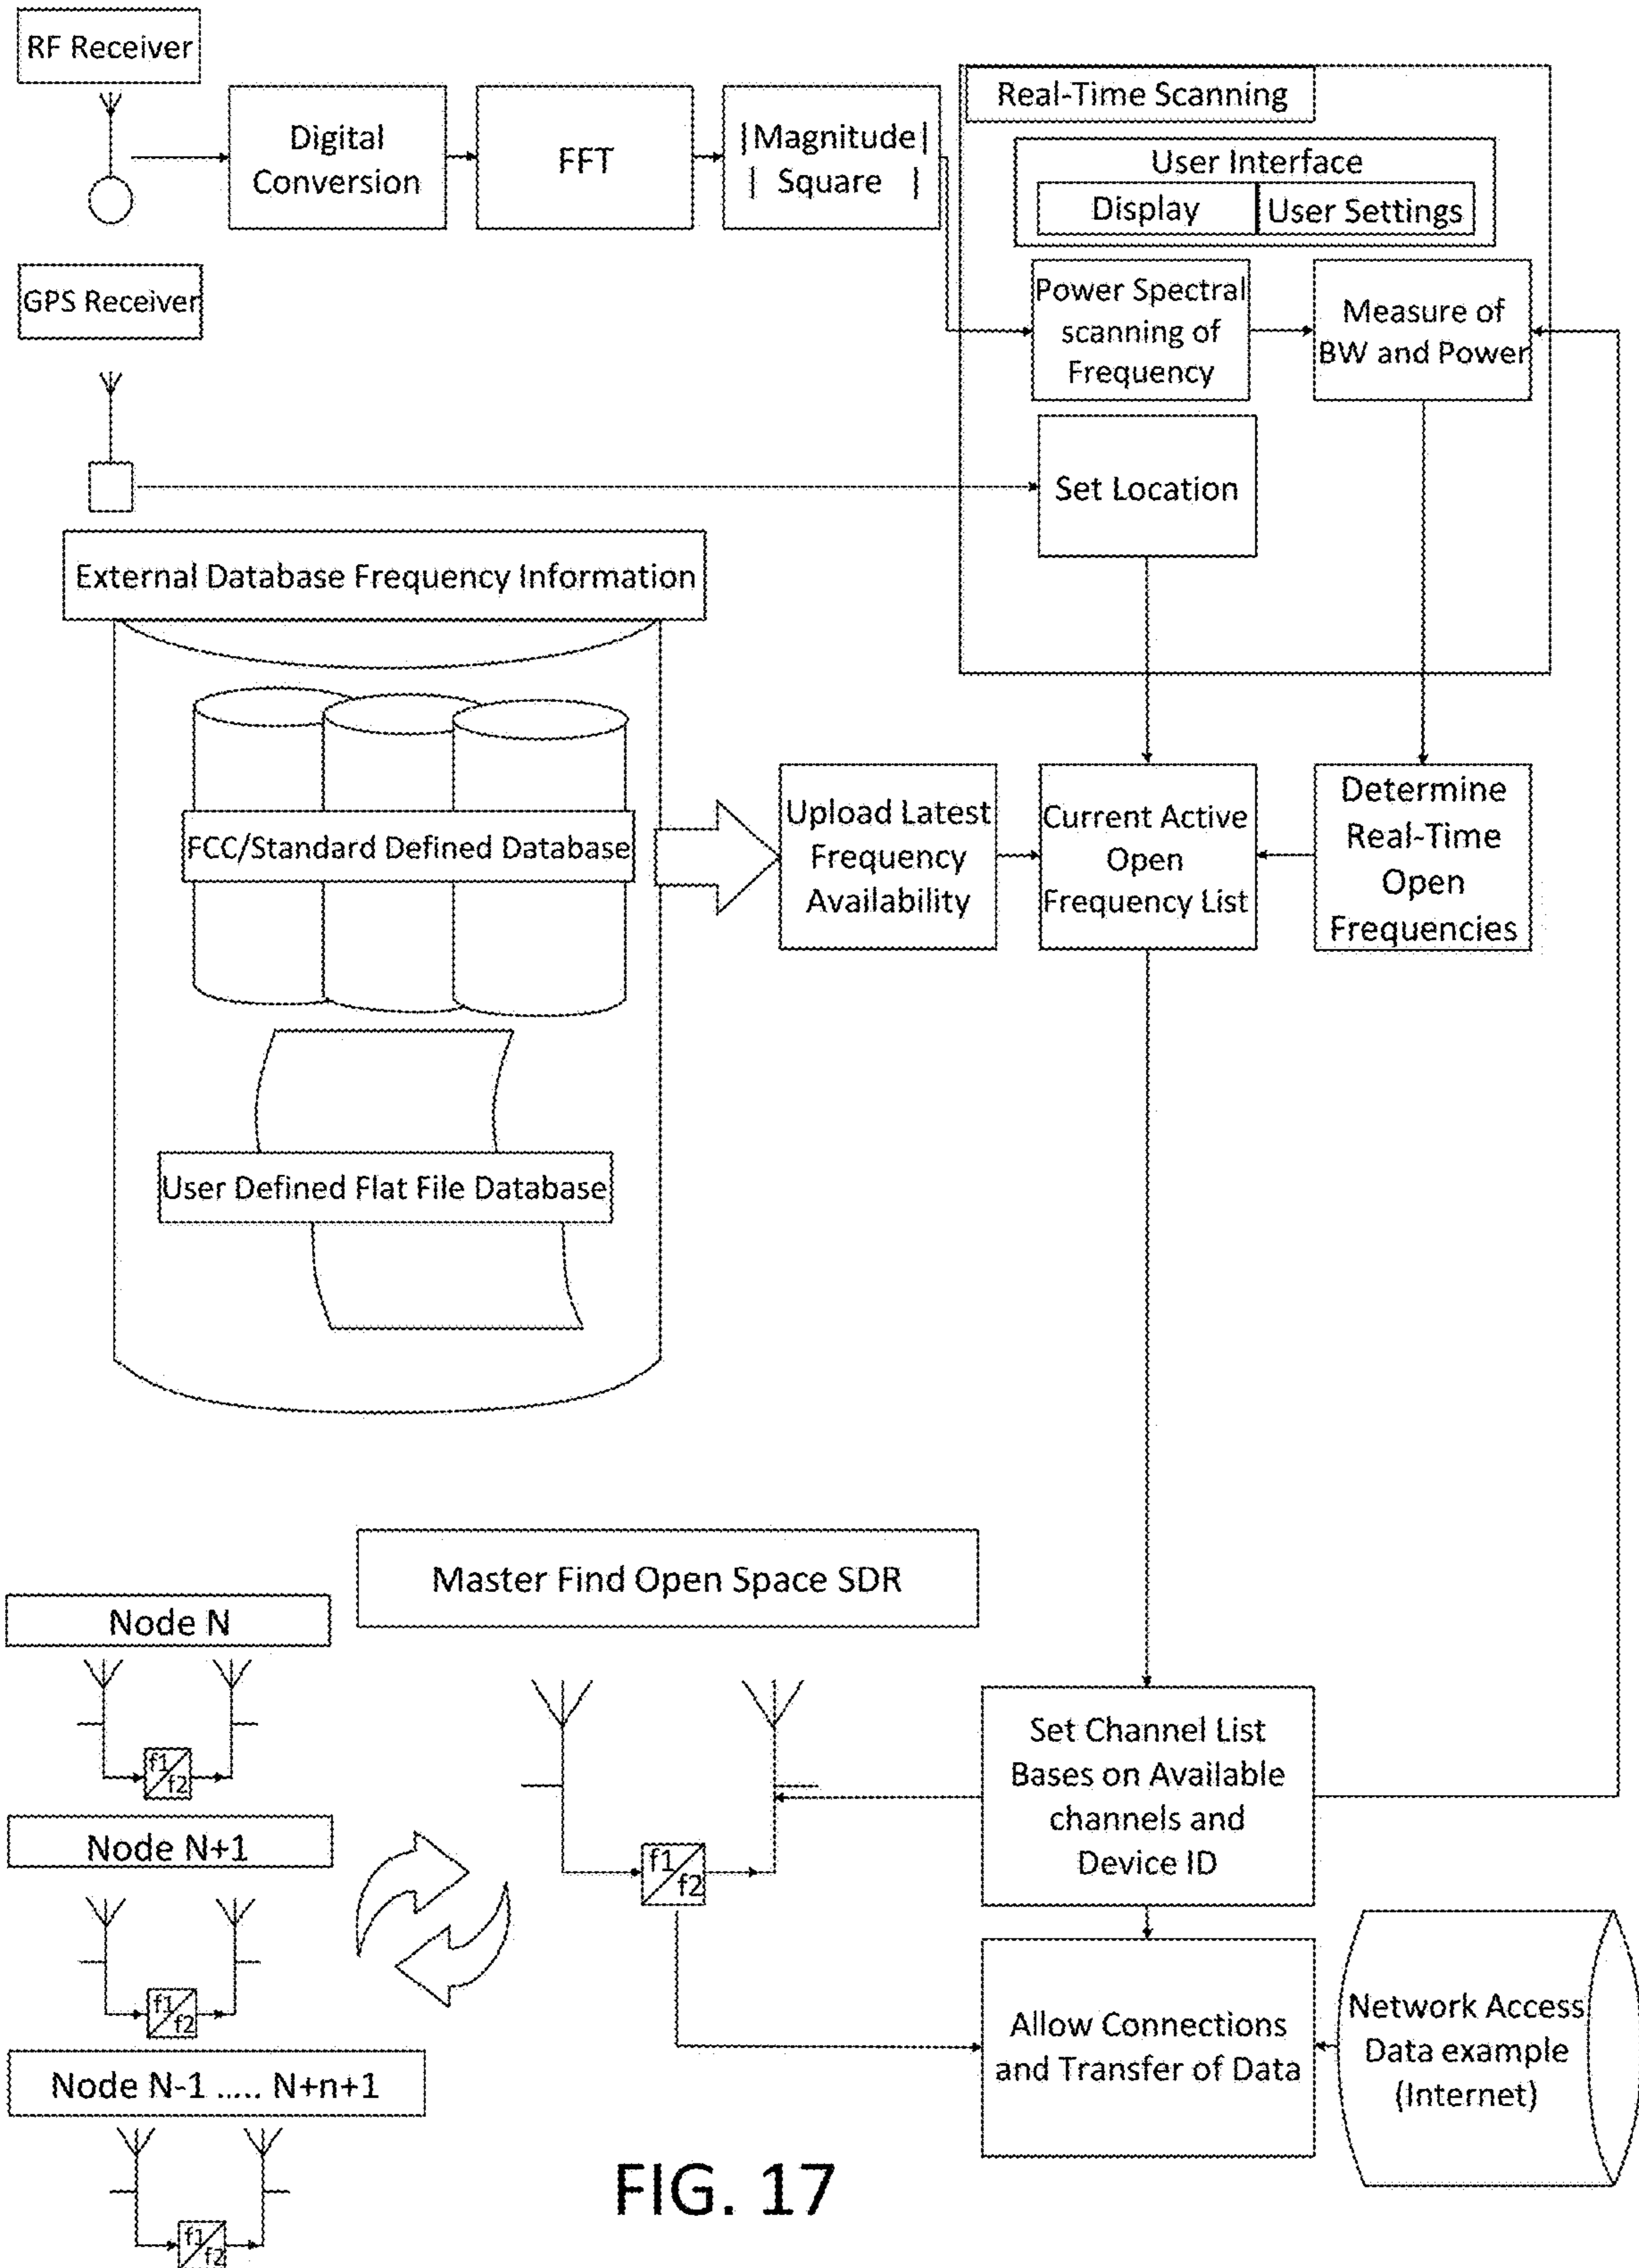 RF Receiver
Digital
Conversion
FFT
|Magnitude|
| Square |
Real-Time Scanning
User Interface
Display
User Settings
GPS Receiver
Power Spectral
scanning of
Frequency
Measure of
BW and Power
Set Location
External Database Frequency Information
FCC/Standard Defined Database
Upload Latest
Frequency
Availability
Current Active
Open
Frequency List
Determine
Real-Time
Open
Frequencies
User Defined Flat File Database
Master Find Open Space SDR
Node N
f1
f2
Node N+1
f1
f2
Node N-1 ..... N+n+1
f1
f2
f1
f2
Set Channel List
Bases on Available
channels and
Device ID
Allow Connections
and Transfer of Data
Network Access
Data example
(Internet)
FIG. 17